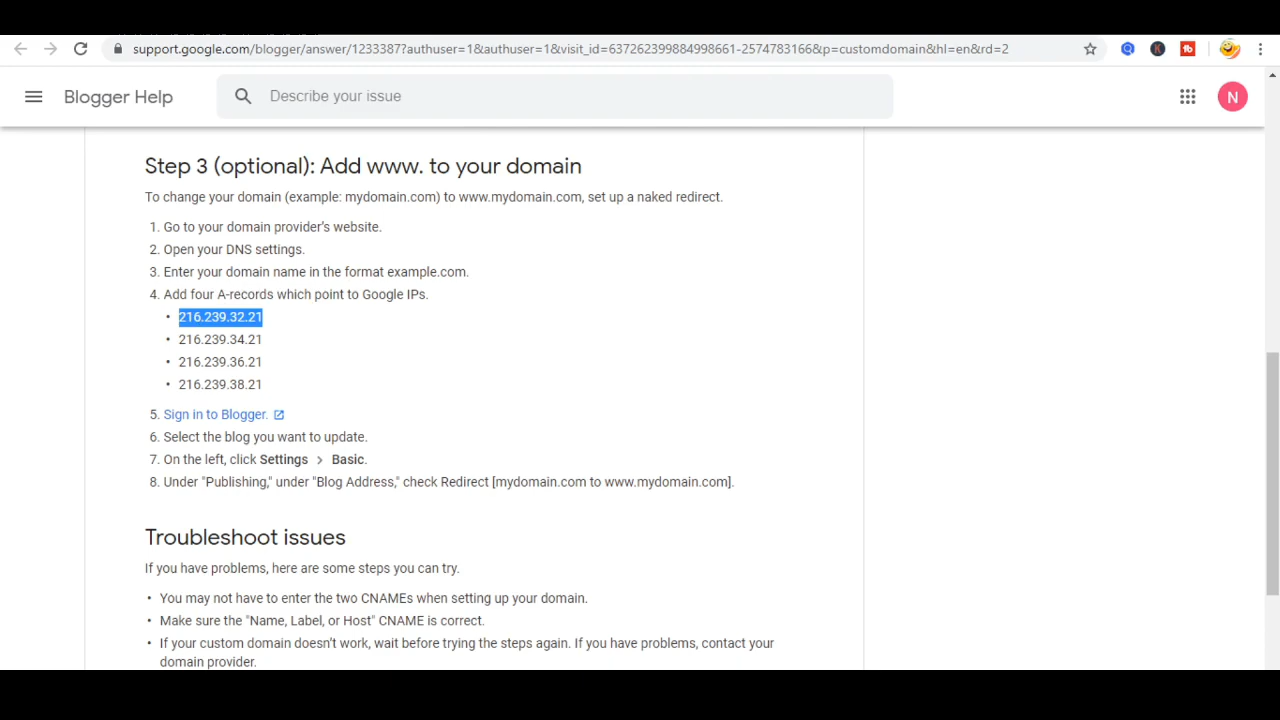 support.google.com/blogger/answer/1233387?authuser=1&authuser=1&visit_id=637262399884998661-2574783166&p=customdomain&hl=en&rd=2
Blogger Help
Describe your issue
N
Step 3 (optional): Add www. to your domain
To change your domain (example: mydomain.com) to www.mydomain.com, set up a naked redirect.
1. Go to your domain provider's website.
2. Open your DNS settings.
3. Enter your domain name in the format example.com.
4. Add four A-records which point to Google IPs.
• 216.239.32.21
• 216.239.34.21
• 216.239.36.21
• 216.239.38.21
5. Sign in to Blogger.
6. Select the blog you want to update.
7. On the left, click Settings > Basic.
8. Under "Publishing," under "Blog Address," check Redirect [mydomain.com to www.mydomain.com].
Troubleshoot issues
If you have problems, here are some steps you can try.
• You may not have to enter the two CNAMEs when setting up your domain.
• Make sure the "Name, Label, or Host" CNAME is correct.
• If your custom domain doesn't work, wait before trying the steps again. If you have problems, contact your
domain provider.